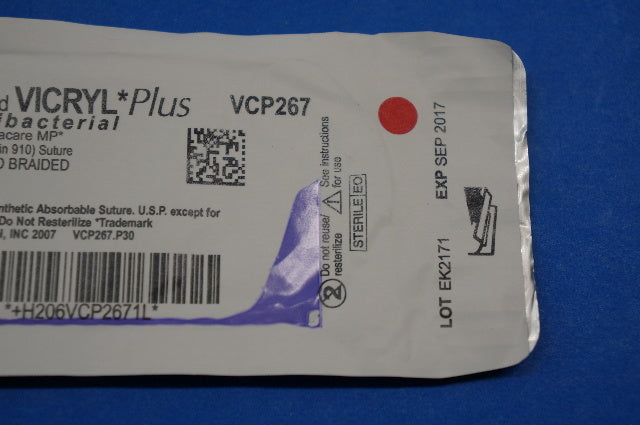 d VICRYL*Plus VCP267
ibacterial
acare MP*
in 910) Suture
D BRAIDED
nthetic Absorbable Suture. U.S.P. except for
Do Not Resterilize *Trademark
, INC 2007 VCP267.P30
*+H206VCP2671L*
2 Do not reuse/
resterilize
See instructions
for use
STERILE EO
EXP SEP 2017
LOT EK2171